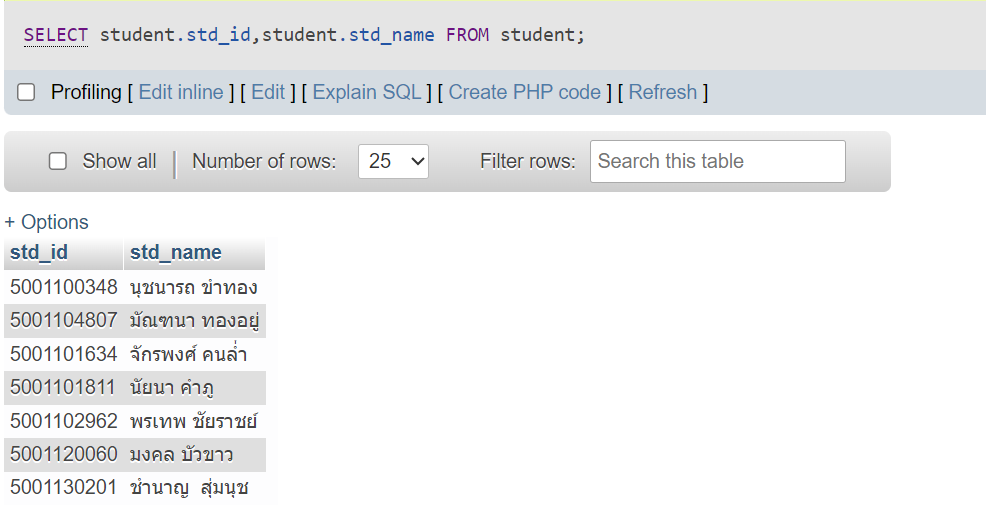 SELECT student.std_id,student.std_name FROM student;
Profiling [ Edit inline ] [ Edit ] [ Explain SQL ] [ Create PHP code ] [ Refresh ]
Show all | Number of rows: 25 Filter rows: Search this table
+ Options
std_id std_name
5001100348 นุชนารถ ขำทอง
5001104807 มัณฑนา ทองอยู่
5001101634 จักรพงศ์ คนล่ำ
5001101811 นัยนา คำภู
5001102962 พรเทพ ชัยราชย์
5001120060 มงคล บัวขาว
5001130201 ชำนาญ  สุ่มนุช